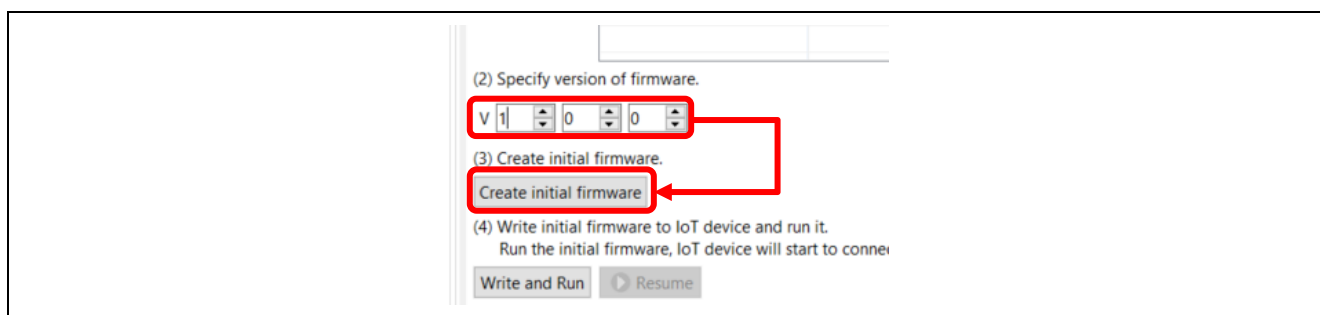 (2) Specify version of firmware.
V 1 0 0
(3) Create initial firmware.
Create initial firmware
(4) Write initial firmware to IoT device and run it.
Run the initial firmware, IoT device will start to
Write and Run Resume